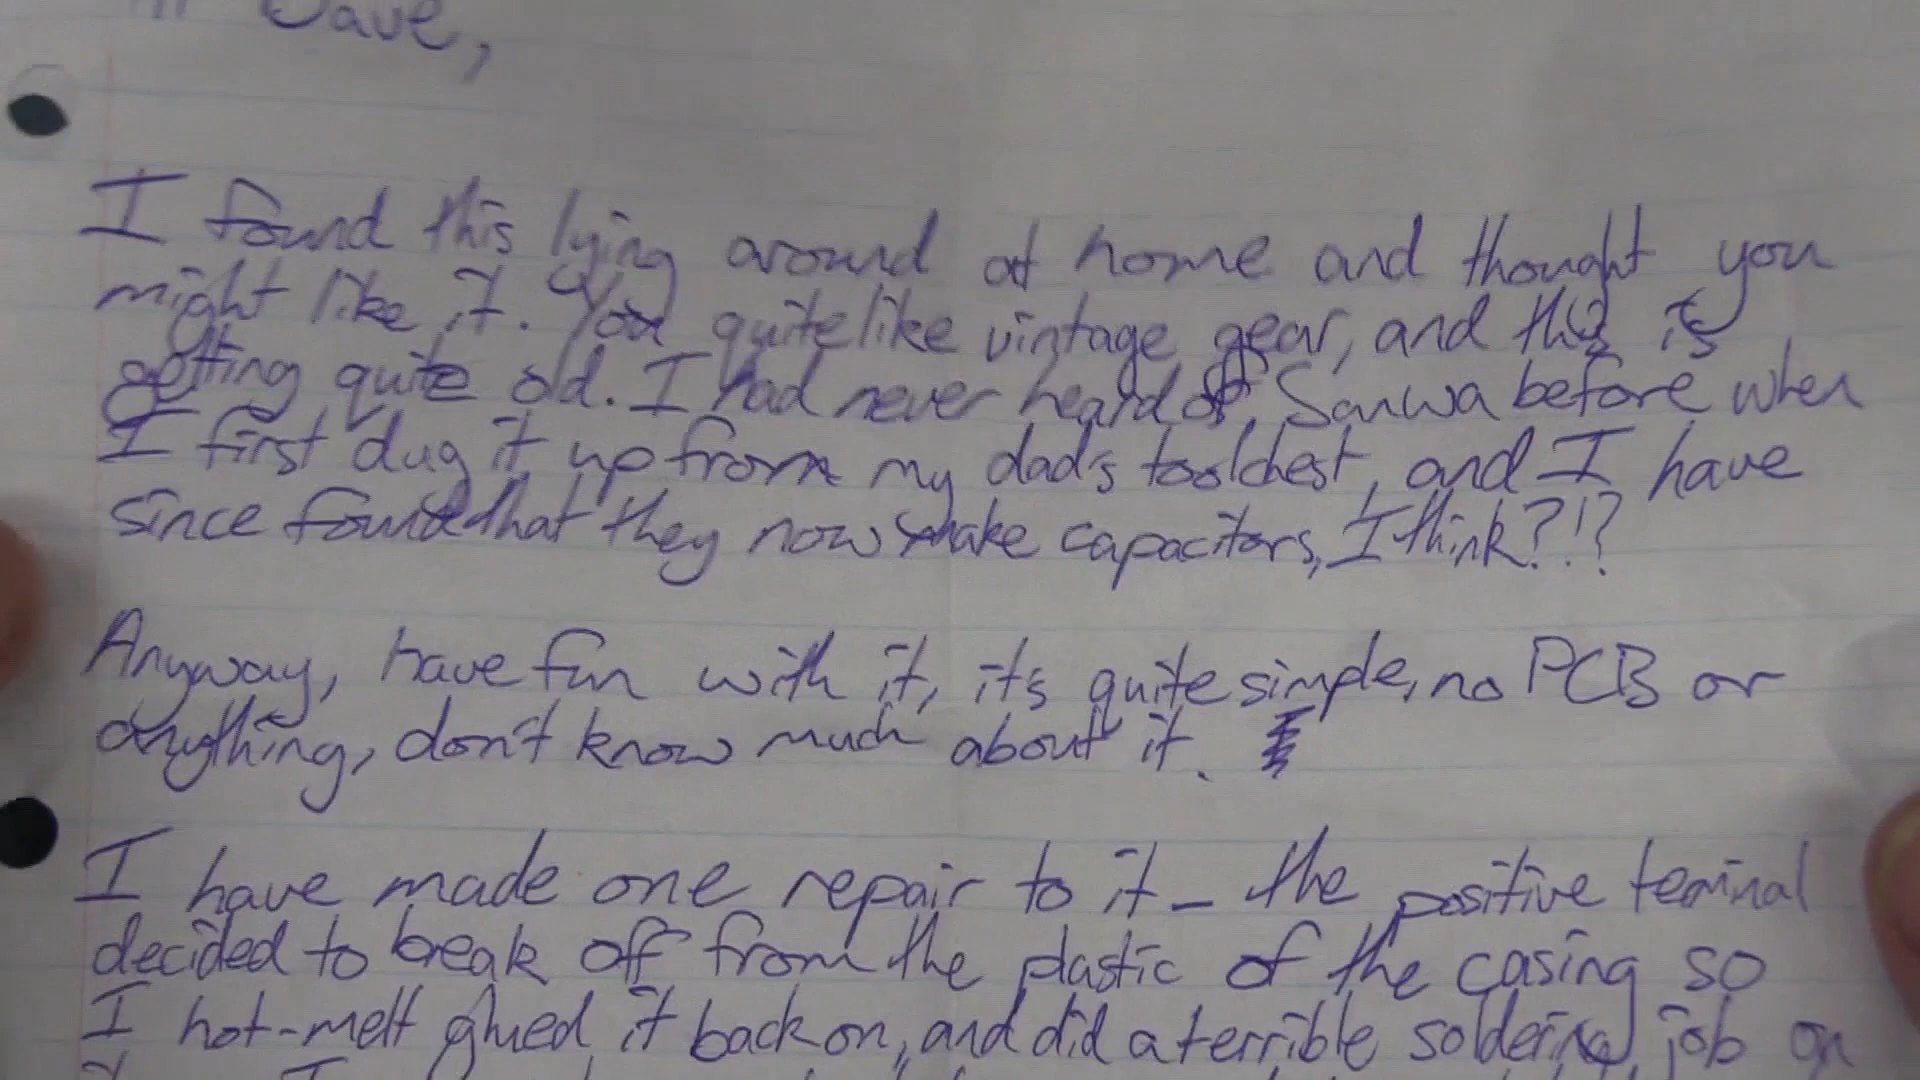 Dave,
I found this lying around at home and thought you
might like it. You quite like vintage gear, and this is
getting quite old. I had never heard of Sanwa before when
I first dug it up from my dad's toolchest, and I have
since found that they now make capacitors, I think?!?
Anyway, have fun with it, it's quite simple, no PCB or
anything, don't know much about it.
I have made one repair to it - the positive terminal
decided to break off from the plastic of the casing so
I hot-melt glued it back on, and did a terrible soldering job on